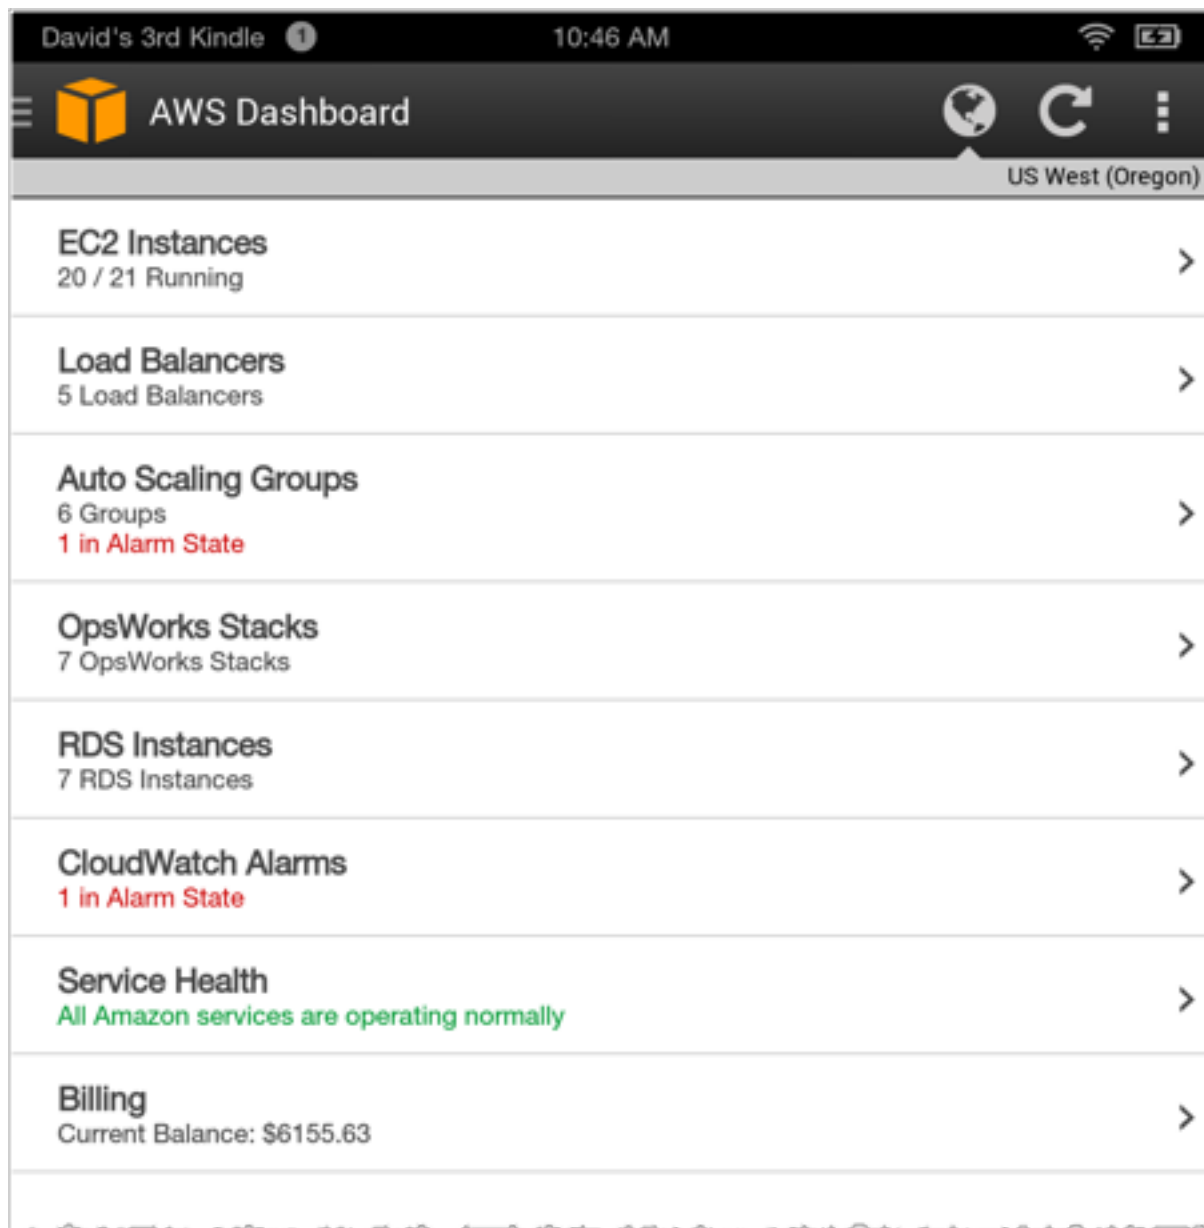 David's 3rd Kindle 1 10:46 AM
AWS Dashboard
US West (Oregon)
EC2 Instances
20 / 21 Running
Load Balancers
5 Load Balancers
Auto Scaling Groups
6 Groups
1 in Alarm State
OpsWorks Stacks
7 OpsWorks Stacks
RDS Instances
7 RDS Instances
CloudWatch Alarms
1 in Alarm State
Service Health
All Amazon services are operating normally
Billing
Current Balance: $6155.63